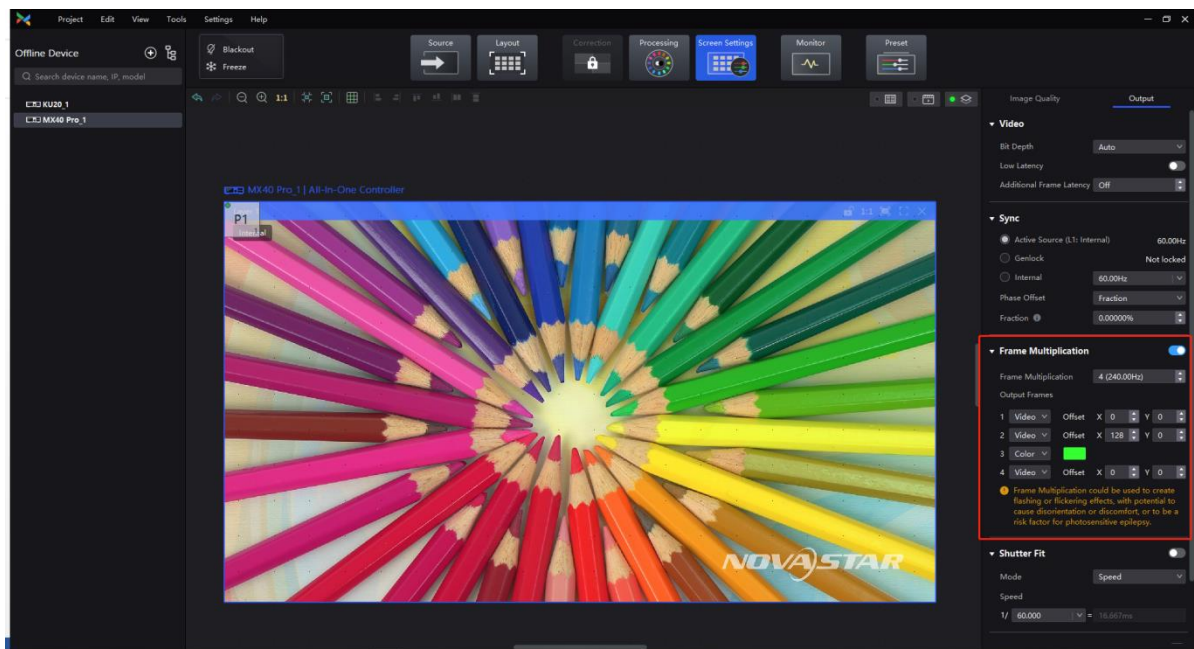 Project Edit View Tools Settings Help
Offline Device
Search device name, IP, model
KU20_1
MX40 Pro_1
Blackout
Freeze
Source Layout Correction Processing Screen Settings Monitor Preset
1:1
MX40 Pro_1 | All-In-One Controller
P1
Internal
1:1
NOVASTAR
Image Quality Output
Video
Bit Depth Auto
Low Latency
Additional Frame Latency Off
Sync
Active Source (L1: Internal) 60.00Hz
Genlock Not locked
Internal 60.00Hz
Phase Offset Fraction
Fraction 0.00000%
Frame Multiplication
Frame Multiplication 4 (240.00Hz)
Output Frames
1 Video Offset X 0 Y 0
2 Video Offset X 128 Y 0
3 Color
4 Video Offset X 0 Y 0
Frame Multiplication could be used to create
flashing or flickering effects, with potential to
cause disorientation or discomfort, or to be a
risk factor for photosensitive epilepsy.
Shutter Fit
Mode Speed
Speed
1/ 60.000 = 16.667ms